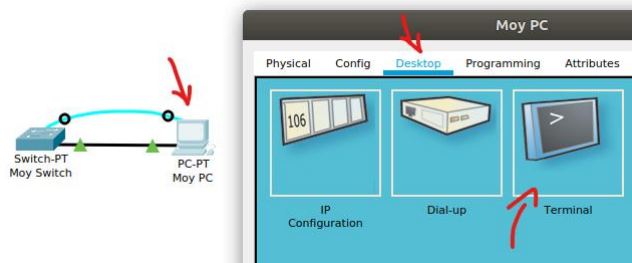 Moy PC
Physical Config Desktop Programming Attributes
106
>
IP
Configuration
Dial-up
Terminal
Switch-PT
Moy Switch
PC-PT
Moy PC